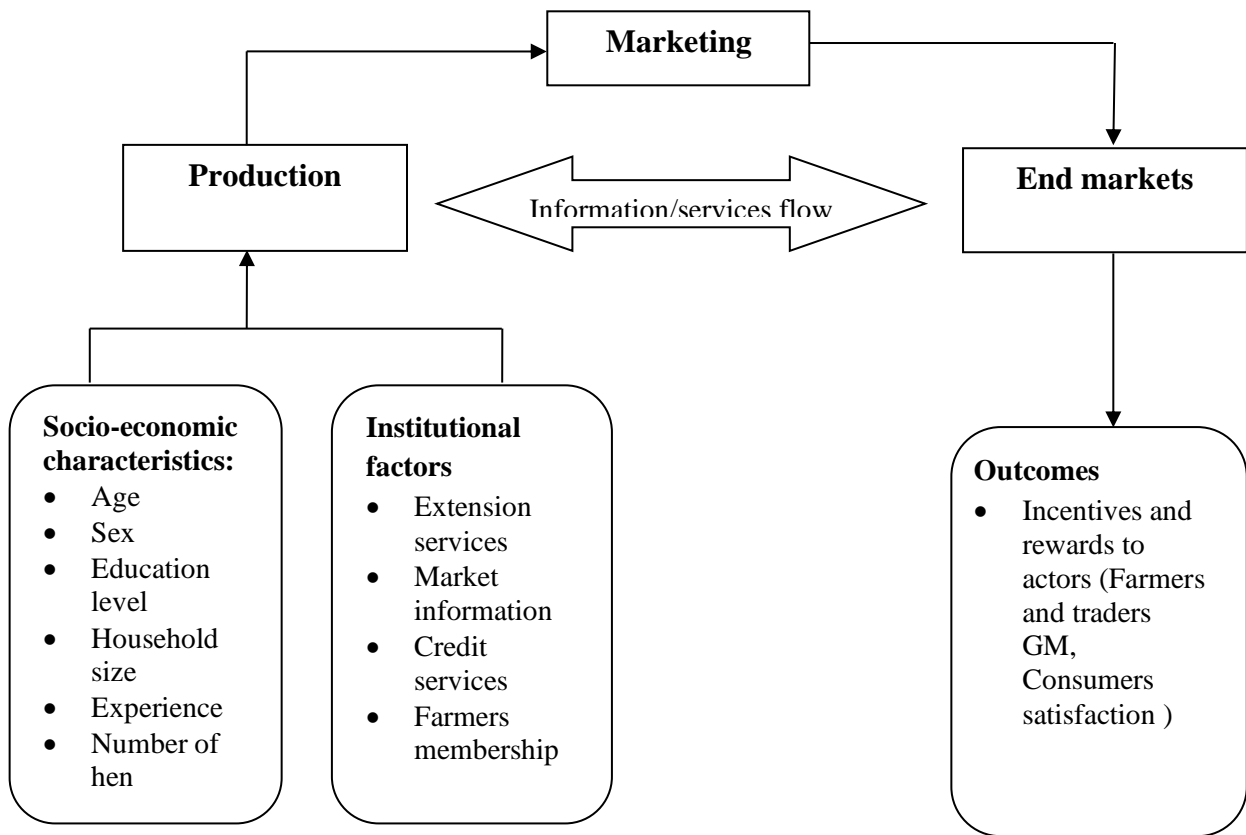 Marketing
Production
Information/services flow
End markets
Socio-economic
characteristics:
• Age
• Sex
• Education
level
• Household
size
• Experience
• Number of
hen
Institutional
factors
• Extension
services
• Market
information
• Credit
services
• Farmers
membership
Outcomes
• Incentives and
rewards to
actors (Farmers
and traders
GM,
Consumers
satisfaction )